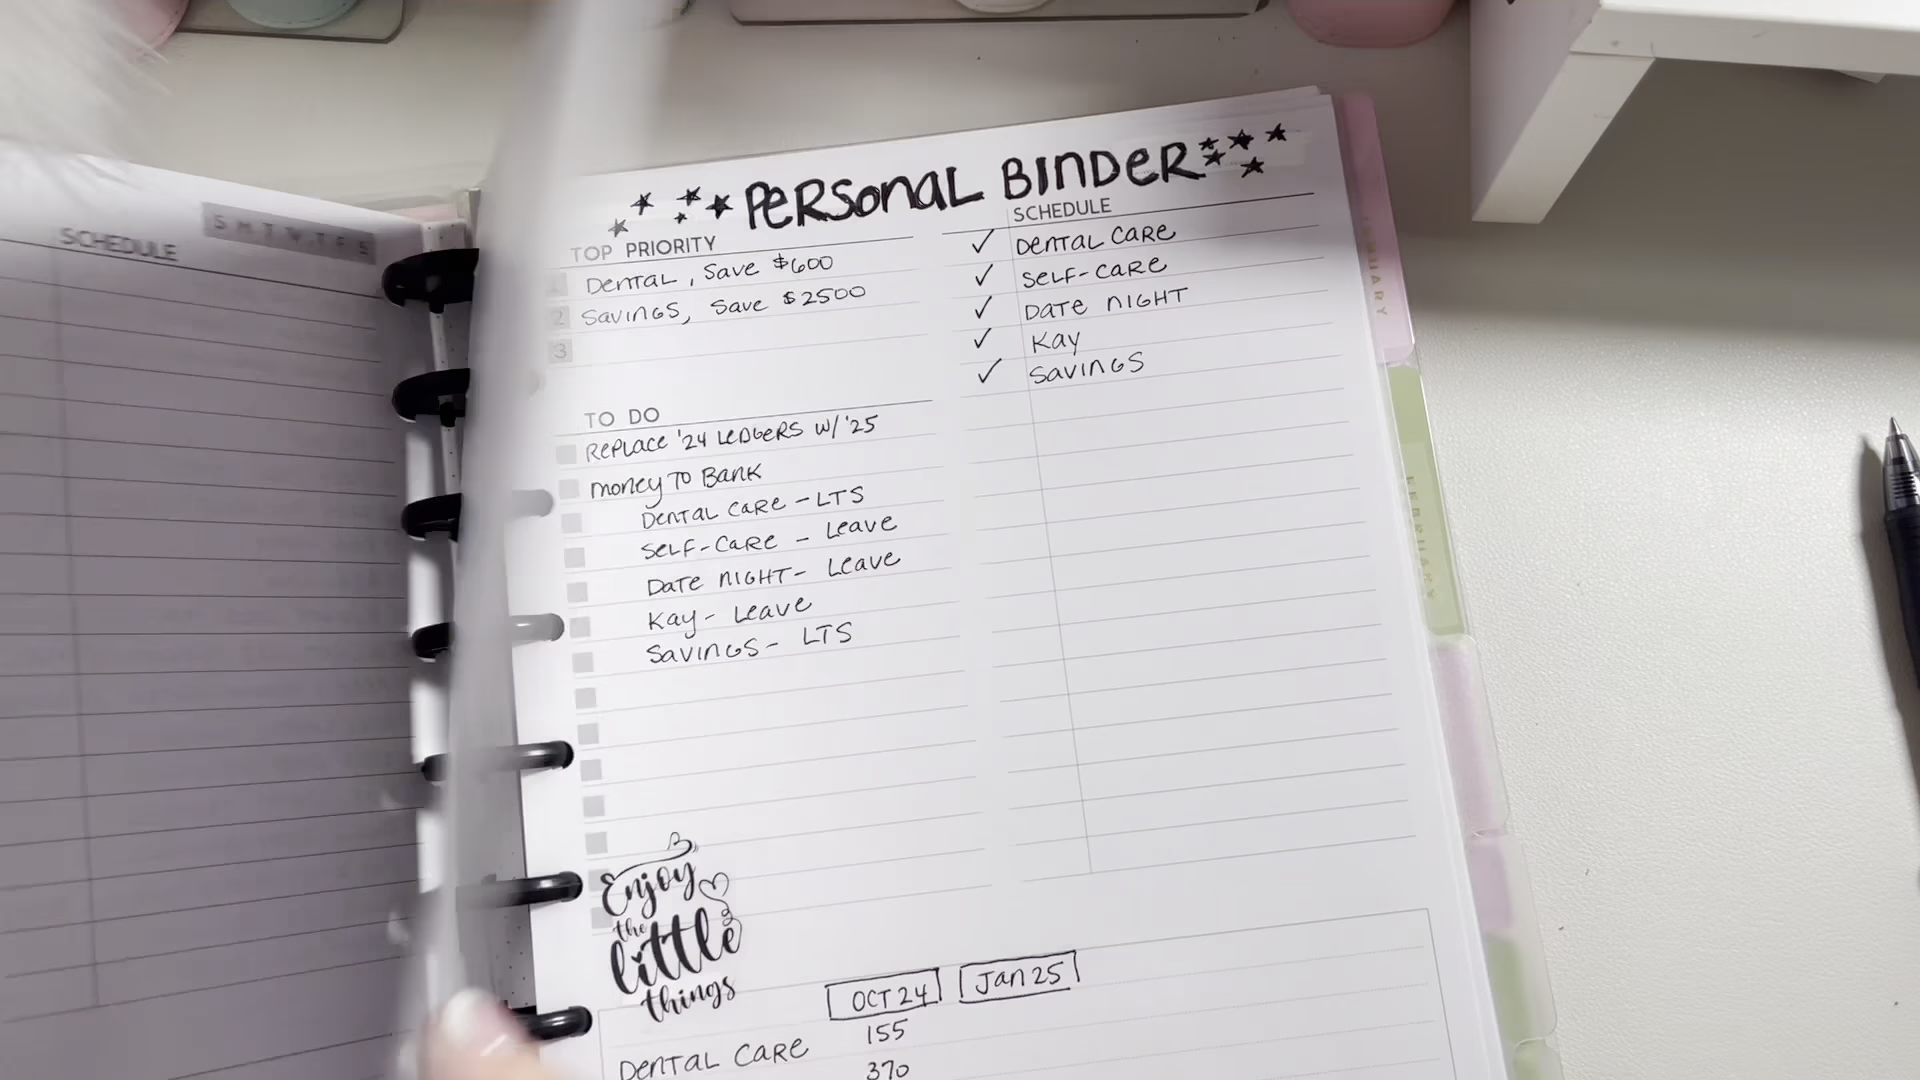 SCHEDULE
S M T W T F S
PERSONAL BINDER
TOP PRIORITY
1 DENTAL, SAVE $600
2 SAVINGS, SAVE $2500
3
SCHEDULE
✓ DENTAL CARE
✓ SELF-CARE
✓ DATE NIGHT
✓ KAY
✓ SAVINGS
TO DO
REPLACE '24 LEDGERS W/ '25
MONEY TO BANK
DENTAL CARE - LTS
SELF-CARE - LEAVE
DATE NIGHT - LEAVE
KAY - LEAVE
SAVINGS - LTS
Enjoy
the
little
things
OCT 24 Jan 25
DENTAL CARE 155
370
JANUARY
FEBRUARY